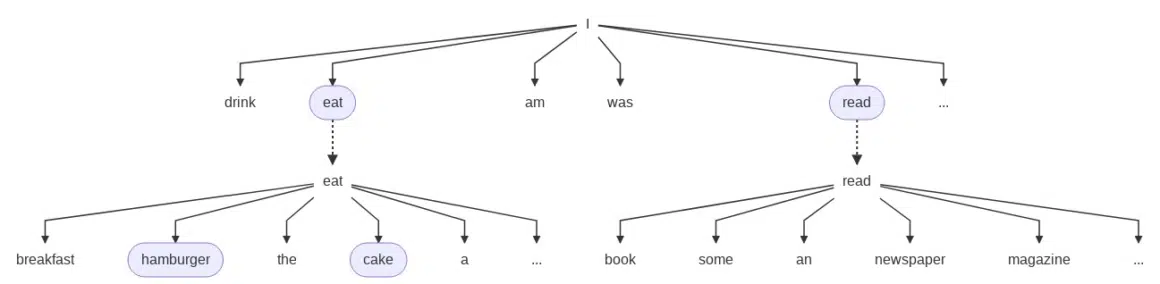 I
drink eat am was read ...
eat read
breakfast hamburger the cake a ... book some an newspaper magazine ...